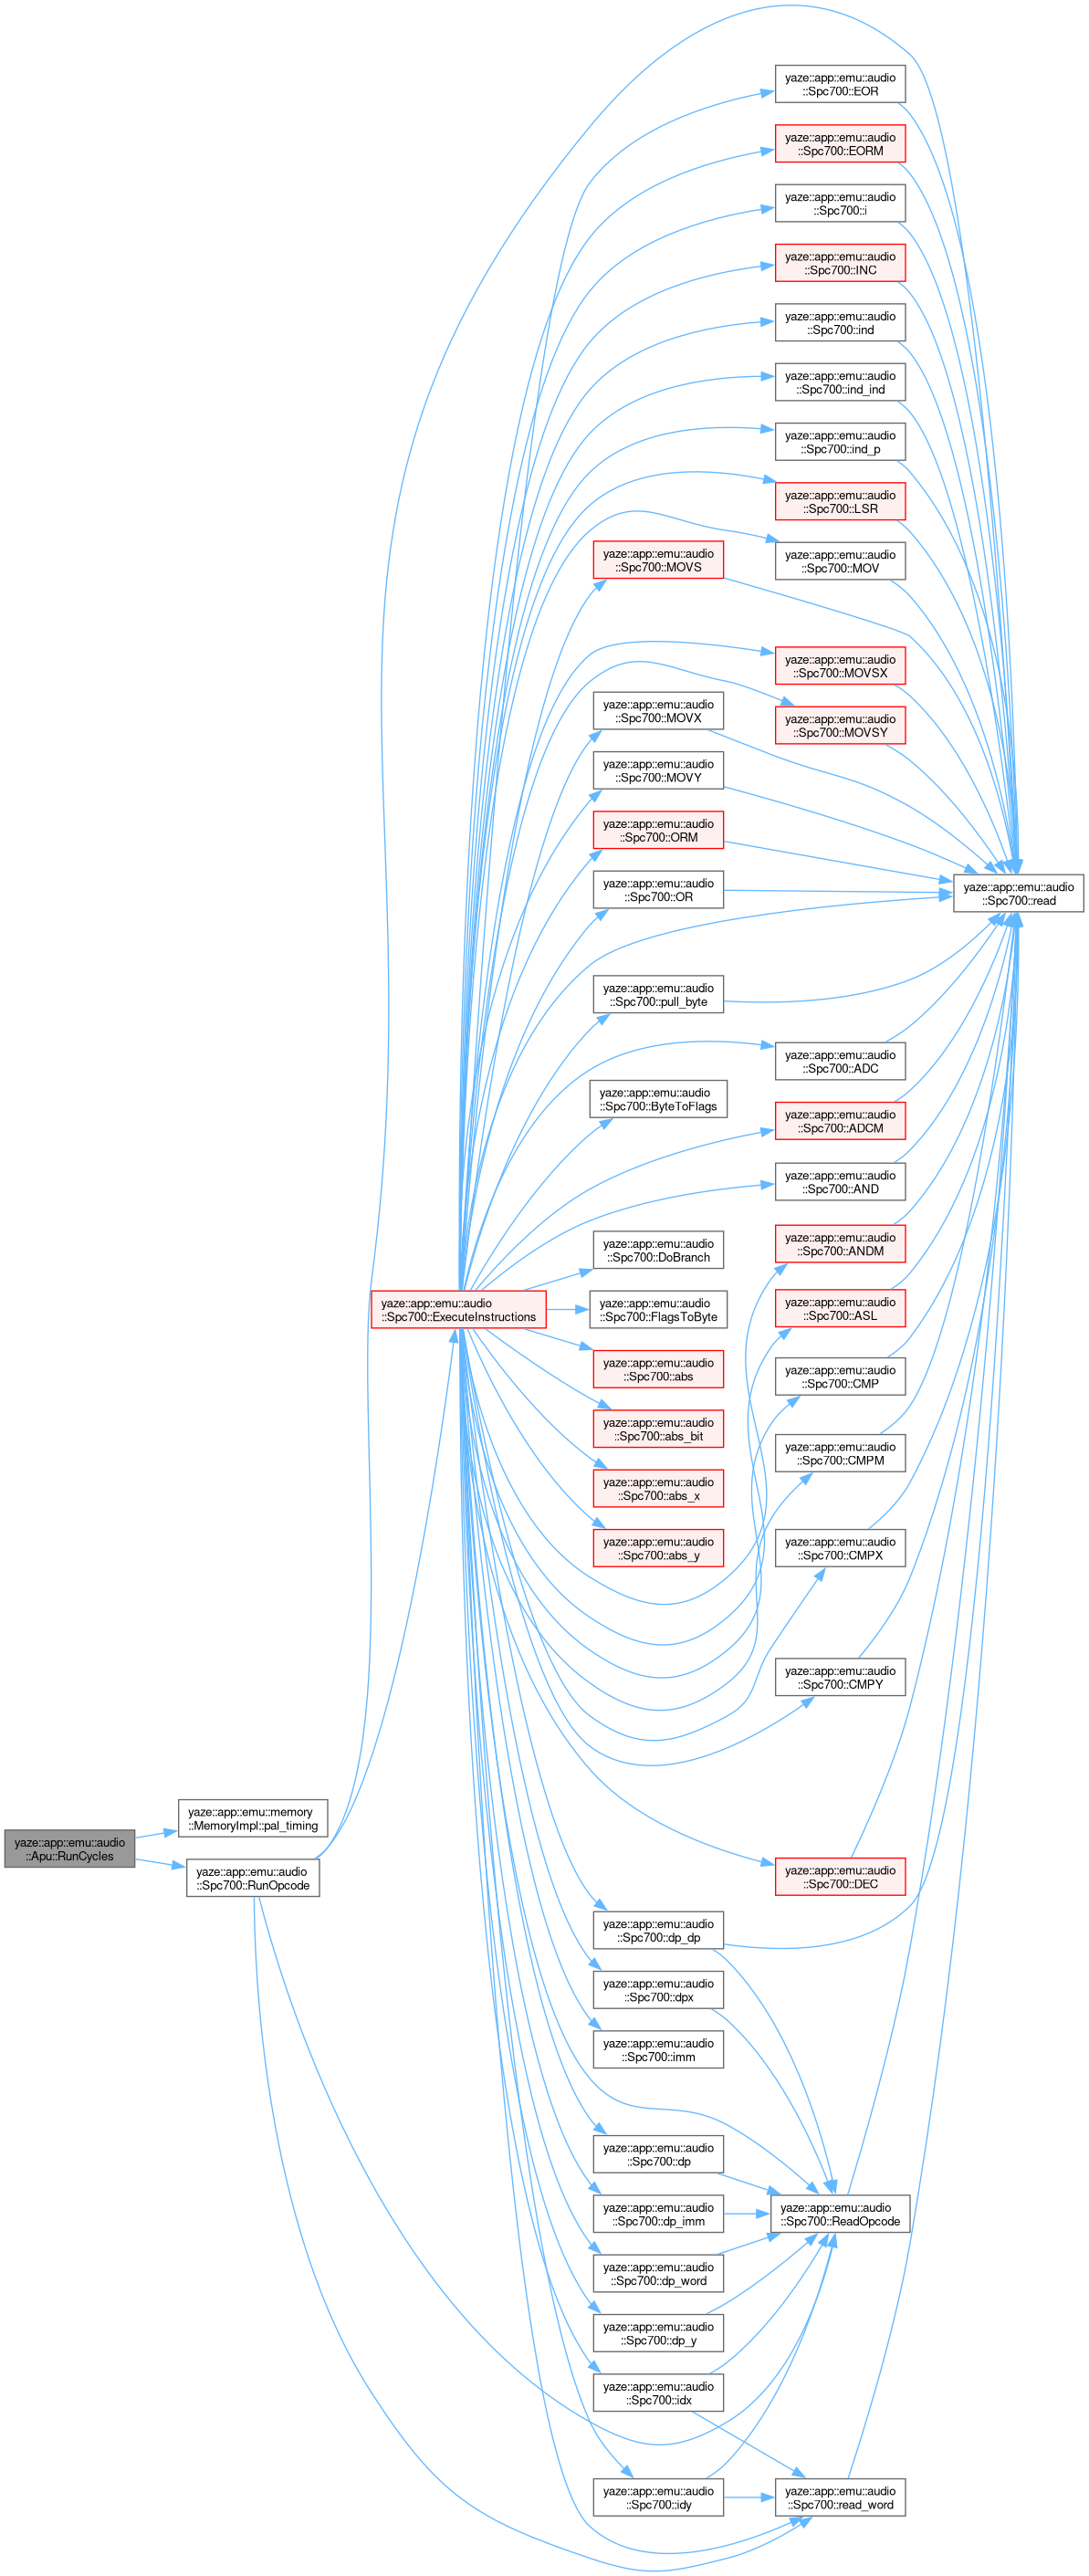 yaze::app::emu::audio
::Spc700::EOR
yaze::app::emu::audio
::Spc700::EORM
yaze::app::emu::audio
::Spc700::i
yaze::app::emu::audio
::Spc700::INC
yaze::app::emu::audio
::Spc700::ind
yaze::app::emu::audio
::Spc700::ind_ind
yaze::app::emu::audio
::Spc700::ind_p
yaze::app::emu::audio
::Spc700::LSR
yaze::app::emu::audio
::Spc700::MOVS
yaze::app::emu::audio
::Spc700::MOV
yaze::app::emu::audio
::Spc700::MOVSX
yaze::app::emu::audio
::Spc700::MOVX
yaze::app::emu::audio
::Spc700::MOVSY
yaze::app::emu::audio
::Spc700::MOVY
yaze::app::emu::audio
::Spc700::ORM
yaze::app::emu::audio
::Spc700::OR
yaze::app::emu::audio
::Spc700::read
yaze::app::emu::audio
::Spc700::pull_byte
yaze::app::emu::audio
::Spc700::ADC
yaze::app::emu::audio
::Spc700::ByteToFlags
yaze::app::emu::audio
::Spc700::ADCM
yaze::app::emu::audio
::Spc700::AND
yaze::app::emu::audio
::Spc700::DoBranch
yaze::app::emu::audio
::Spc700::ANDM
yaze::app::emu::audio
::Spc700::ExecuteInstructions
yaze::app::emu::audio
::Spc700::FlagsToByte
yaze::app::emu::audio
::Spc700::ASL
yaze::app::emu::audio
::Spc700::abs
yaze::app::emu::audio
::Spc700::CMP
yaze::app::emu::audio
::Spc700::abs_bit
yaze::app::emu::audio
::Spc700::CMPM
yaze::app::emu::audio
::Spc700::abs_x
yaze::app::emu::audio
::Spc700::abs_y
yaze::app::emu::audio
::Spc700::CMPX
yaze::app::emu::audio
::Spc700::CMPY
yaze::app::emu::memory
::MemoryImpl::pal_timing
yaze::app::emu::audio
::Apu::RunCycles
yaze::app::emu::audio
::Spc700::RunOpcode
yaze::app::emu::audio
::Spc700::DEC
yaze::app::emu::audio
::Spc700::dp_dp
yaze::app::emu::audio
::Spc700::dpx
yaze::app::emu::audio
::Spc700::imm
yaze::app::emu::audio
::Spc700::dp
yaze::app::emu::audio
::Spc700::dp_imm
yaze::app::emu::audio
::Spc700::ReadOpcode
yaze::app::emu::audio
::Spc700::dp_word
yaze::app::emu::audio
::Spc700::dp_y
yaze::app::emu::audio
::Spc700::idx
yaze::app::emu::audio
::Spc700::idy
yaze::app::emu::audio
::Spc700::read_word